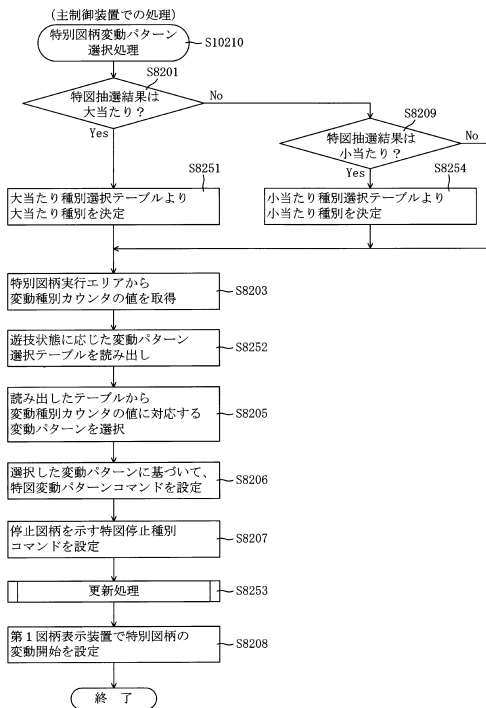 (主制御装置での処理)
特別図柄変動パターン
選択処理
S10210
S8201
特図抽選結果は
大当たり？
No
Yes
S8209
特図抽選結果は
小当たり？
No
Yes
S8251
大当たり種別選択テーブルより
大当たり種別を決定
S8254
小当たり種別選択テーブルより
小当たり種別を決定
特別図柄実行エリアから
変動種別カウンタの値を取得
S8203
遊技状態に応じた変動パターン
選択テーブルを読み出し
S8252
読み出したテーブルから
変動種別カウンタの値に対応する
変動パターンを選択
S8205
選択した変動パターンに基づいて、
特図変動パターンコマンドを設定
S8206
停止図柄を示す特図停止種別
コマンドを設定
S8207
更新処理
S8253
第１図柄表示装置で特別図柄の
変動開始を設定
S8208
終 了